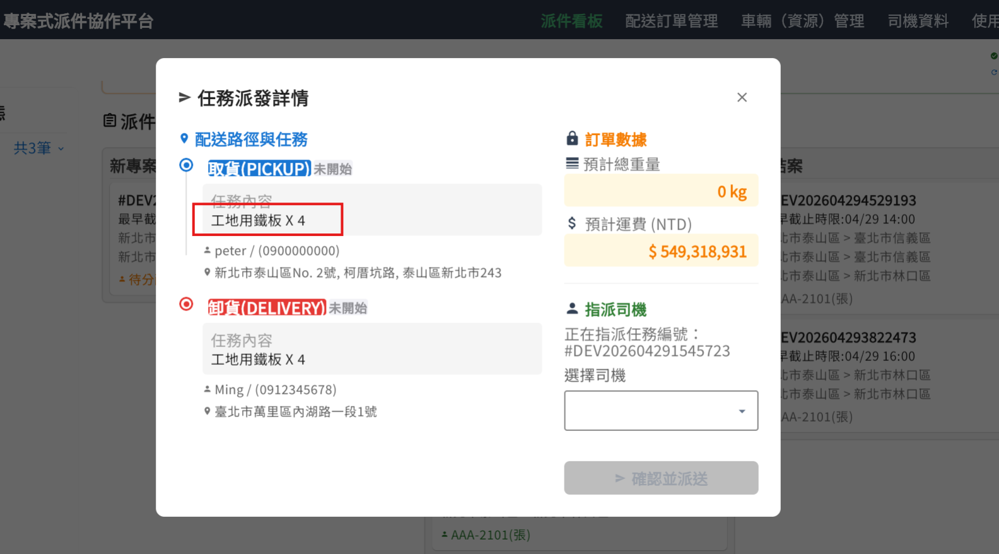 專案式派件協作平台
派件看板
配送訂單管理
車輛（資源）管理
司機資料
使用
共3筆
派件
新專案
#DEV2
最早截
新北市
新北市
待分
任務派發詳情
配送路徑與任務
取貨(PICKUP) 未開始
任務內容
工地用鐵板 X 4
peter / (0900000000)
新北市泰山區No. 2號, 柯厝坑路, 泰山區新北市243
卸貨(DELIVERY) 未開始
任務內容
工地用鐵板 X 4
Ming / (0912345678)
臺北市萬里區內湖路一段1號
訂單數據
預計總重量
0 kg
$ 預計運費 (NTD)
$ 549,318,931
指派司機
正在指派任務編號：
#DEV202604291545723
選擇司機
確認並派送
結案
EV202604294529193
早截止時限:04/29 14:00
北市泰山區 > 臺北市信義區
北市泰山區 > 臺北市信義區
北市泰山區 > 新北市林口區
AA-2101(張)
EV202604293822473
早截止時限:04/29 16:00
北市泰山區 > 新北市林口區
北市泰山區 > 新北市林口區
AA-2101(張)
AAA-2101(張)